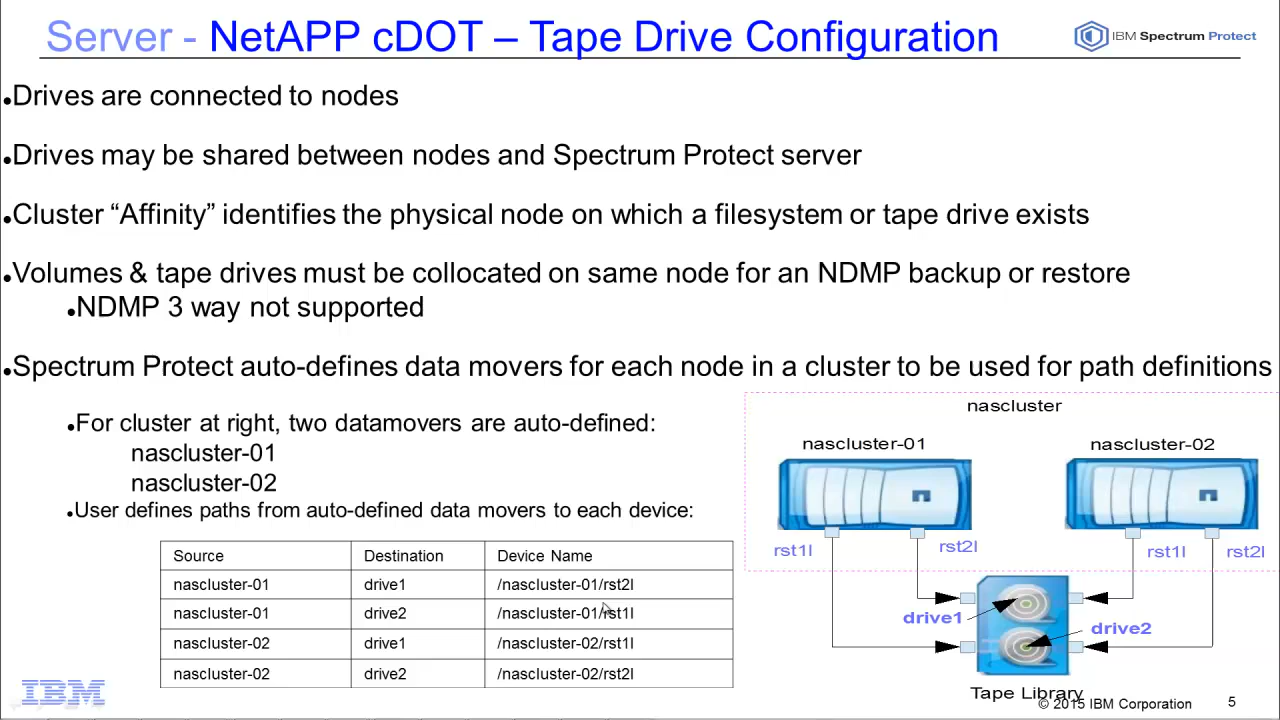 Server - NetAPP cDOT – Tape Drive Configuration
IBM Spectrum Protect
Drives are connected to nodes
Drives may be shared between nodes and Spectrum Protect server
Cluster “Affinity” identifies the physical node on which a filesystem or tape drive exists
Volumes & tape drives must be collocated on same node for an NDMP backup or restore
NDMP 3 way not supported
Spectrum Protect auto-defines data movers for each node in a cluster to be used for path definitions
For cluster at right, two datamovers are auto-defined:
nascluster-01
nascluster-02
User defines paths from auto-defined data movers to each device:
Source Destination Device Name
nascluster-01 drive1 /nascluster-01/rst2l
nascluster-01 drive2 /nascluster-01/rst1l
nascluster-02 drive1 /nascluster-02/rst1l
nascluster-02 drive2 /nascluster-02/rst2l
nascluster
nascluster-01
nascluster-02
rst1l
rst2l
rst1l
rst2l
drive1
drive2
Tape Library
IBM
© 2015 IBM Corporation
5